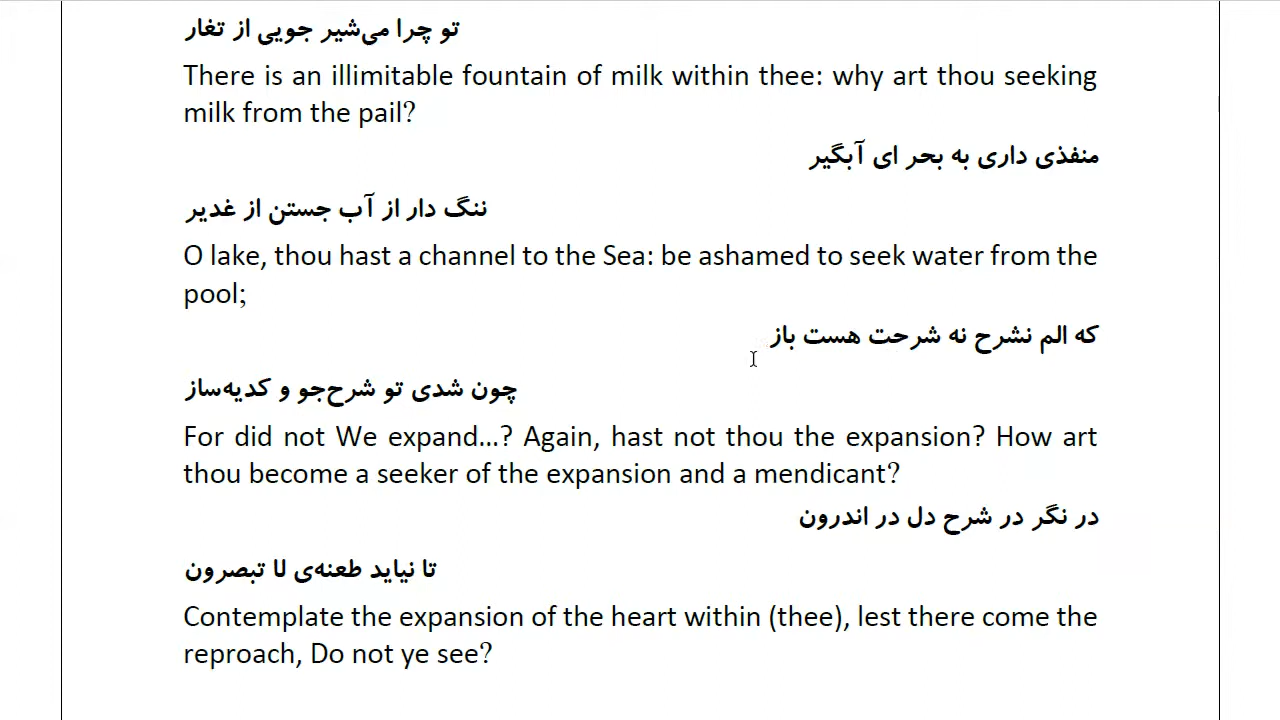 تو چرا می‌شیر جویی از تغار
There is an illimitable fountain of milk within thee: why art thou seeking
milk from the pail?
منفذی داری به بحر ای آبگیر
ننگ دار از آب جستن از غدیر
O lake, thou hast a channel to the Sea: be ashamed to seek water from the
pool;
که الم نشرح نه شرحت هست باز
چون شدی تو شرح‌جو و کدیه‌ساز
For did not We expand...? Again, hast not thou the expansion? How art
thou become a seeker of the expansion and a mendicant?
در نگر در شرح دل در اندرون
تا نیاید طعنه‌ی لا تبصرون
Contemplate the expansion of the heart within (thee), lest there come the
reproach, Do not ye see?